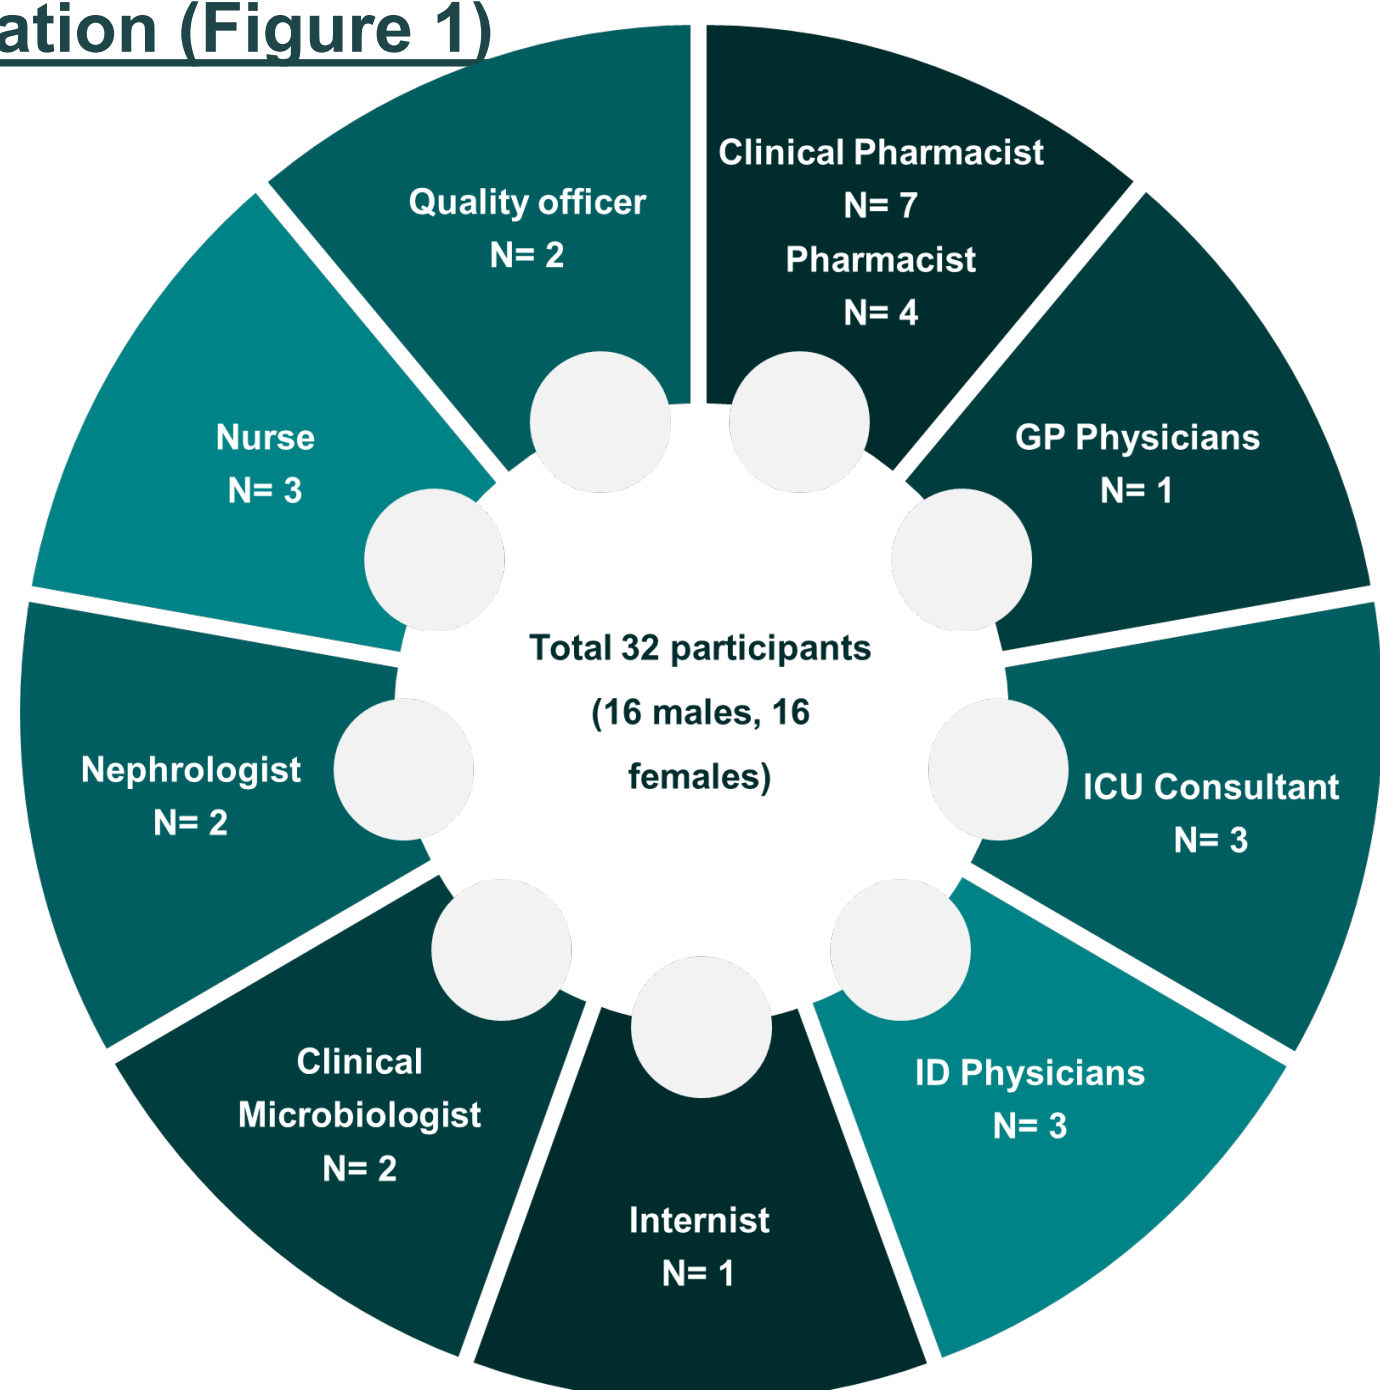 ation (Figure 1)
Clinical Pharmacist
N= 7
Pharmacist
N= 4
GP Physicians
N= 1
ICU Consultant
N= 3
ID Physicians
N= 3
Internist
N= 1
Clinical
Microbiologist
N= 2
Nephrologist
N= 2
Nurse
N= 3
Quality officer
N= 2
Total 32 participants
(16 males, 16
females)